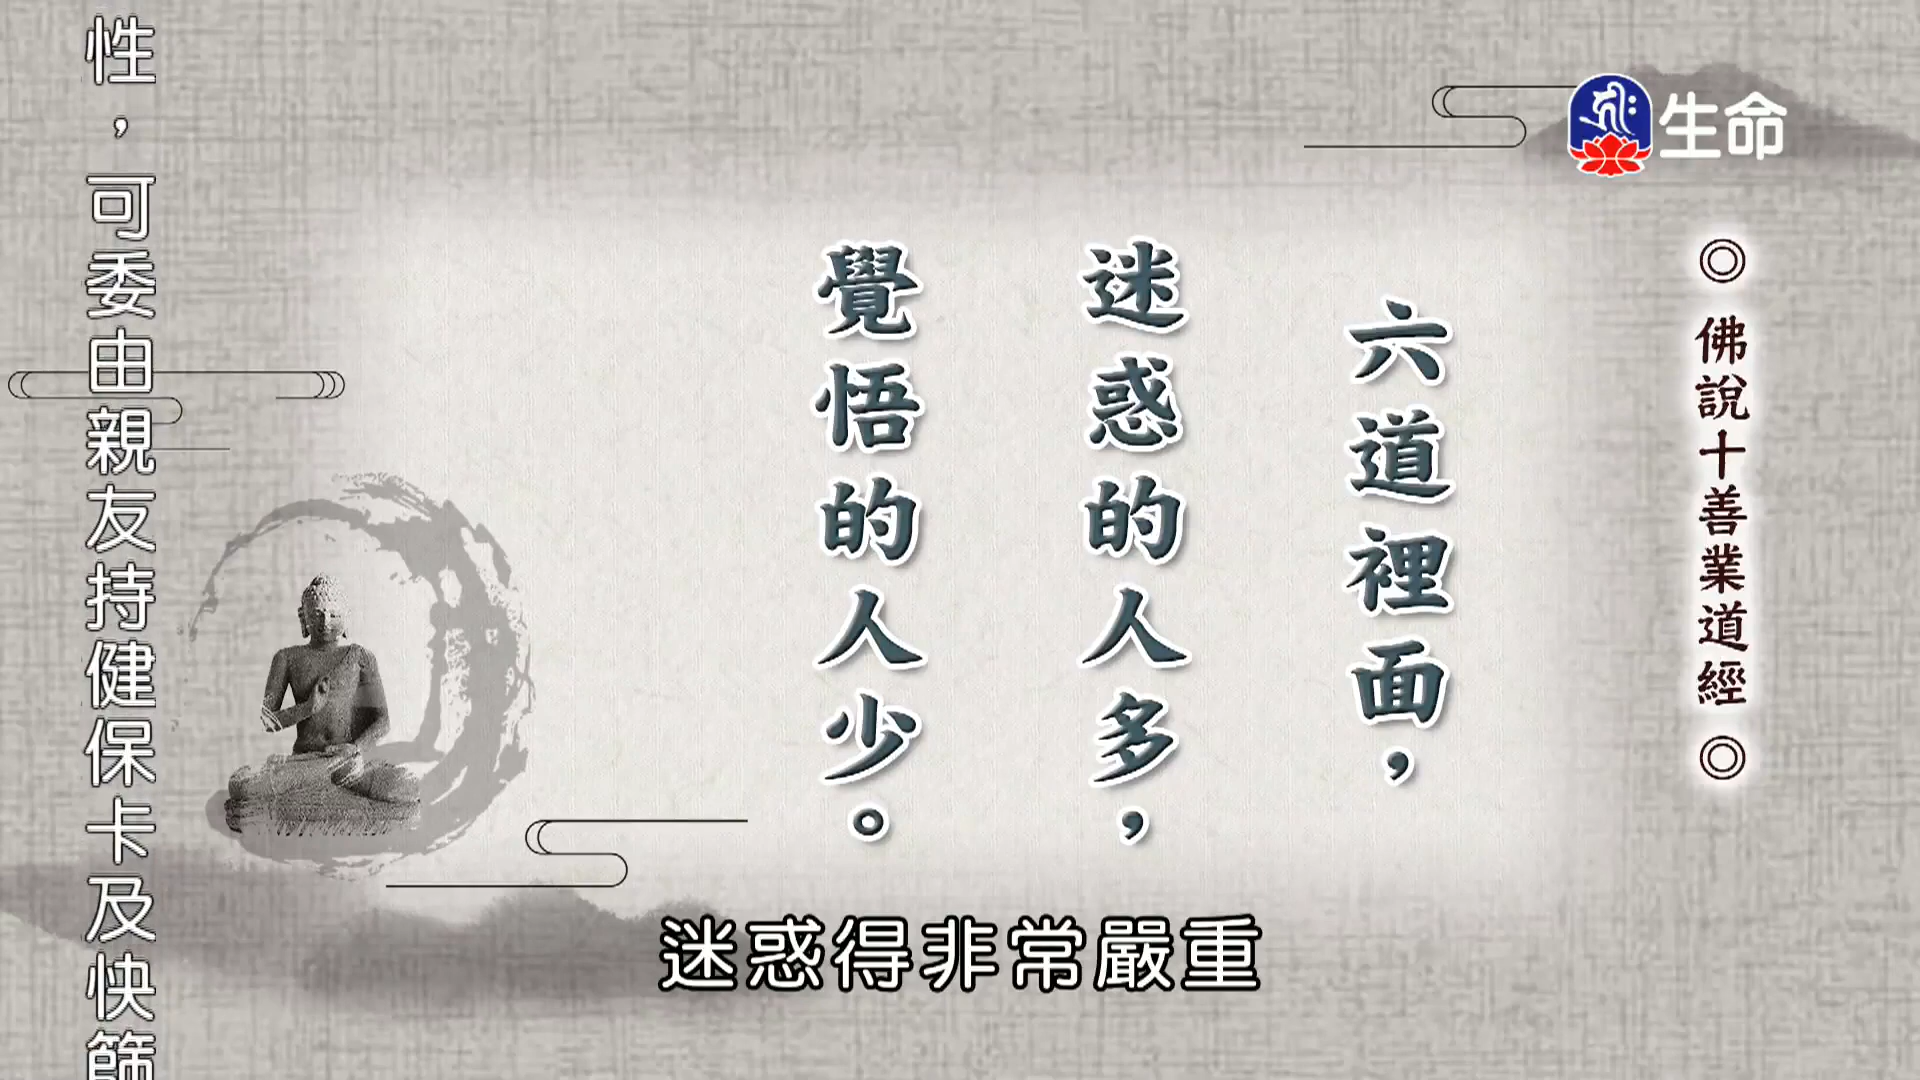 生命
◎佛說十善業道經◎
六道裡面，
迷惑的人多，
覺悟的人少。
性，可委由親友持健保卡及快篩
迷惑得非常嚴重